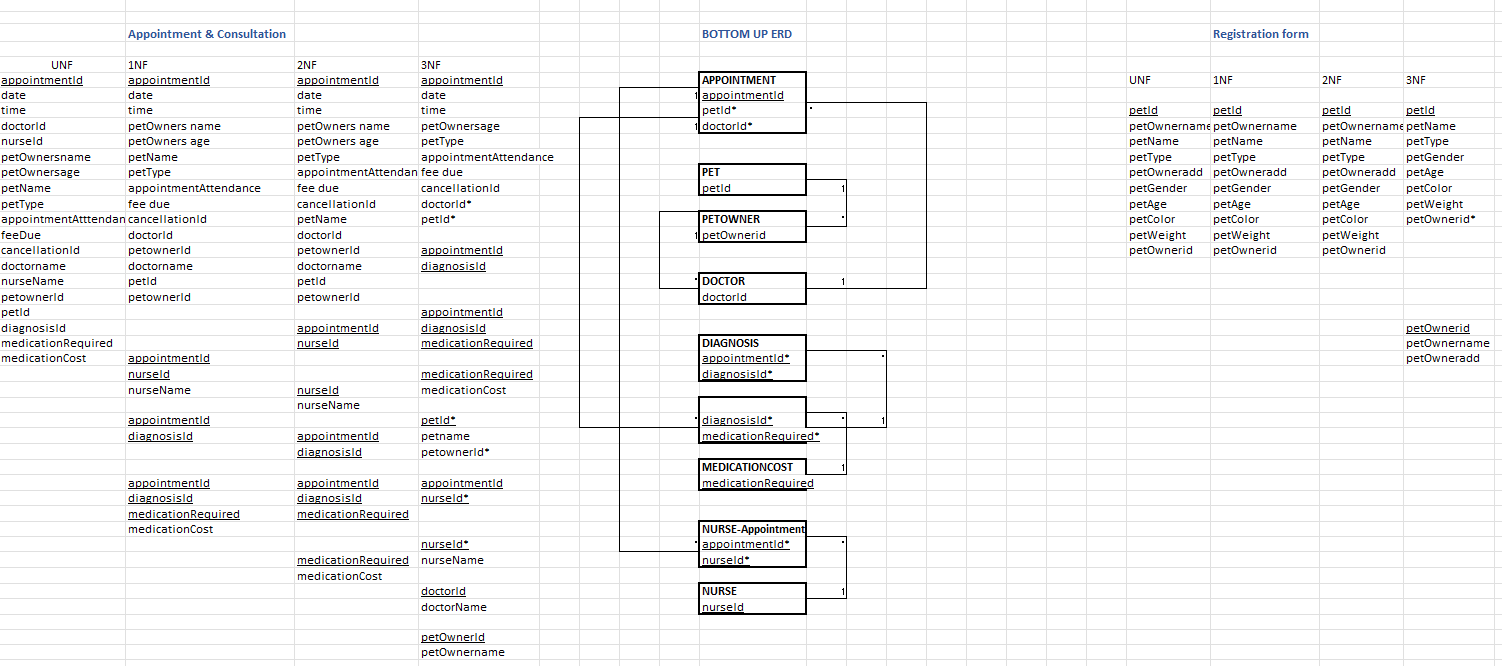 Appointment & Consultation
UNF
appointmentId
date
time
doctorId
nurseId
petOwnersname
petOwnersage
petName
petType
appointmentAtttendan
feeDue
cancellationId
doctorname
nurseName
petownerId
petId
diagnosisId
medicationRequired
medicationCost
1NF
appointmentId
date
time
petOwners name
petOwners age
petName
petType
appointmentAttendance
fee due
cancellationId
doctorId
petownerId
doctorname
petId
petownerId
appointmentId
nurseId
nurseName
appointmentId
diagnosisId
appointmentId
diagnosisId
medicationRequired
medicationCost
2NF
appointmentId
date
time
petOwners name
petOwners age
petType
appointmentAttendan
fee due
cancellationId
petName
doctorId
petownerId
doctorname
petId
petownerId
appointmentId
nurseId
nurseId
nurseName
appointmentId
diagnosisId
appointmentId
diagnosisId
medicationRequired
medicationRequired
medicationCost
3NF
appointmentId
date
time
petOwnersage
petType
appointmentAttendance
fee due
cancellationId
doctorId*
petId*
appointmentId
diagnosisId
appointmentId
diagnosisId
medicationRequired
medicationRequired
medicationCost
petId*
petname
petownerId*
appointmentId
nurseId*
nurseId*
nurseName
doctorId
doctorName
petOwnerId
petOwnername
BOTTOM UP ERD
APPOINTMENT
1 appointmentId
petId* *
1 doctorId*
PET
petId 1
PETOWNER *
1 petOwnerid
* DOCTOR 1
doctorId
DIAGNOSIS
appointmentId* *
diagnosisId*
* diagnosisId* * 1
medicationRequired*
MEDICATIONCOST 1
medicationRequired
NURSE-Appointment
* appointmentId* *
nurseId*
NURSE 1
nurseId
Registration form
UNF
petId
petOwnername
petName
petType
petOwneradd
petGender
petAge
petColor
petWeight
petOwnerid
1NF
petId
petOwnername
petName
petType
petOwneradd
petGender
petAge
petColor
petWeight
petOwnerid
2NF
petId
petOwnername
petName
petType
petOwneradd
petGender
petAge
petColor
petWeight
petOwnerid
3NF
petId
petName
petType
petGender
petAge
petColor
petWeight
petOwnerid*
petOwnerid
petOwnername
petOwneradd